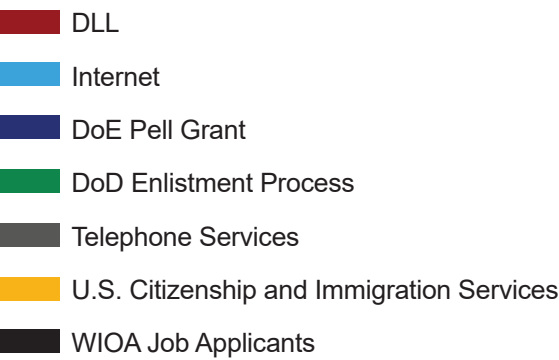 DLL
Internet
DoE Pell Grant
DoD Enlistment Process
Telephone Services
U.S. Citizenship and Immigration Services
WIOA Job Applicants